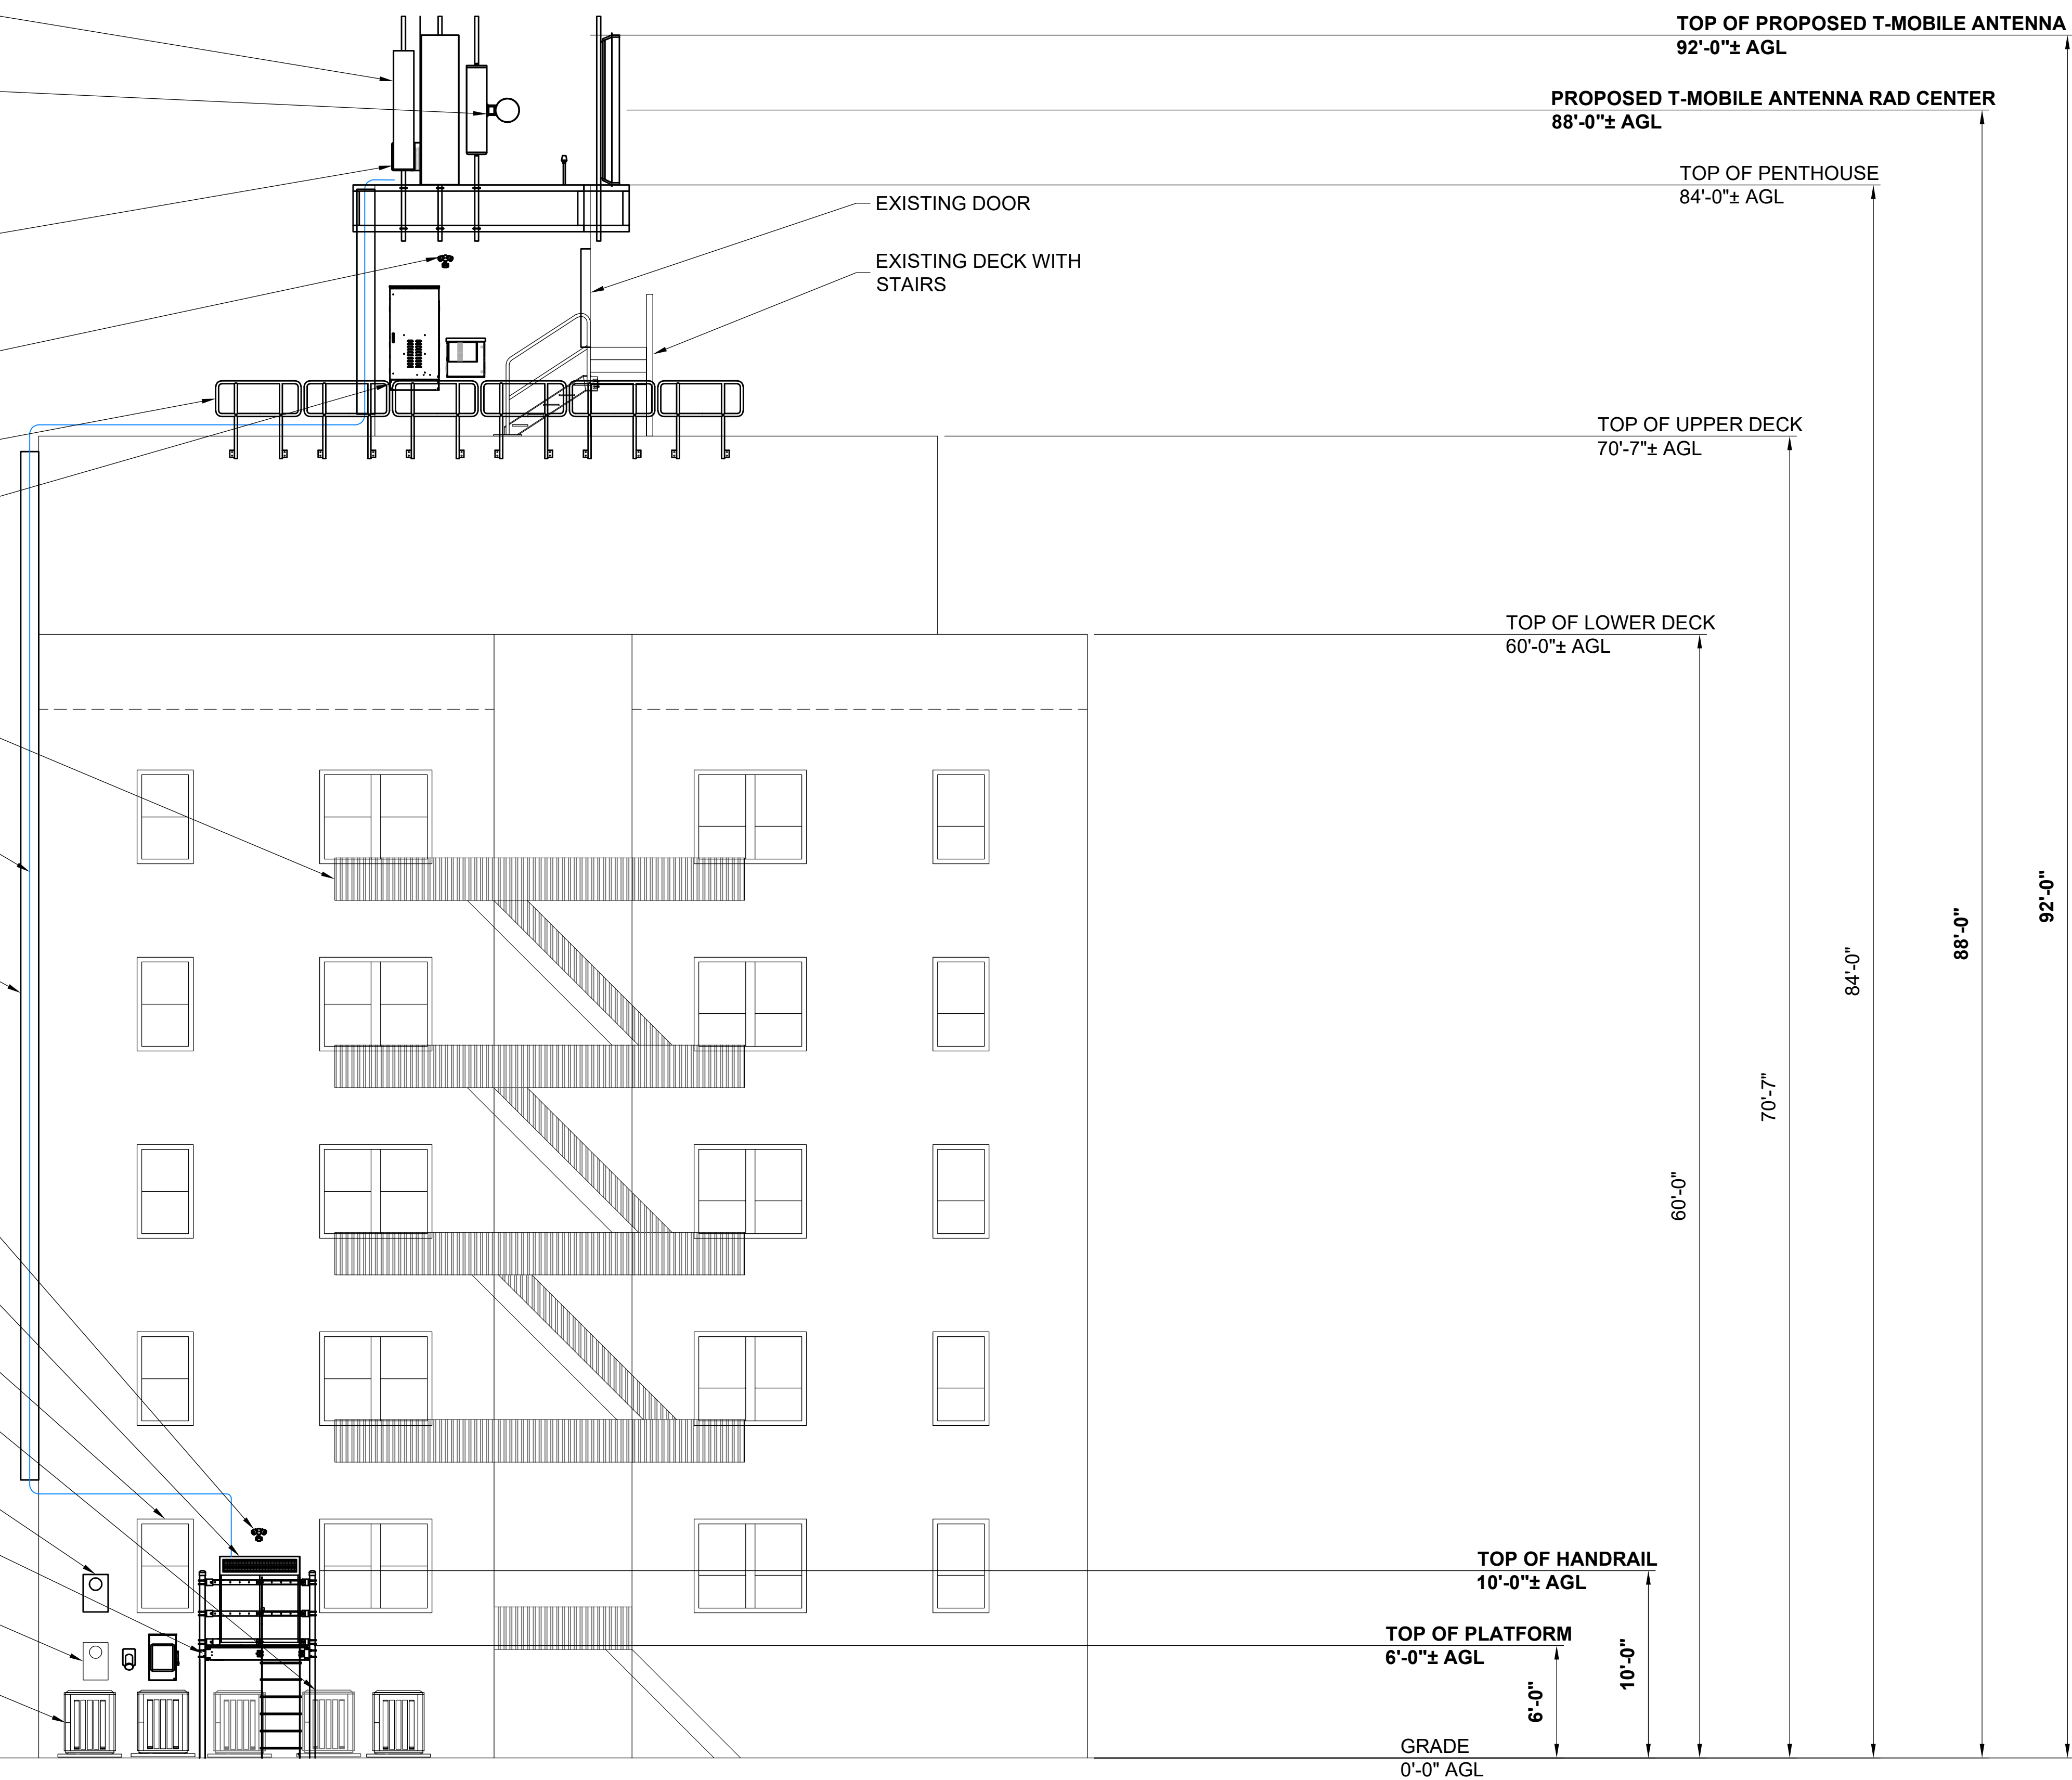 TOP OF PROPOSED T-MOBILE ANTENNA
92'-0"± AGL
PROPOSED T-MOBILE ANTENNA RAD CENTER
88'-0"± AGL
TOP OF PENTHOUSE
84'-0"± AGL
EXISTING DOOR
EXISTING DECK WITH
STAIRS
TOP OF UPPER DECK
70'-7"± AGL
TOP OF LOWER DECK
60'-0"± AGL
92'-0"
88'-0"
84'-0"
70'-7"
60'-0"
TOP OF HANDRAIL
10'-0"± AGL
TOP OF PLATFORM
6'-0"± AGL
10'-0"
6'-0"
GRADE
0'-0" AGL